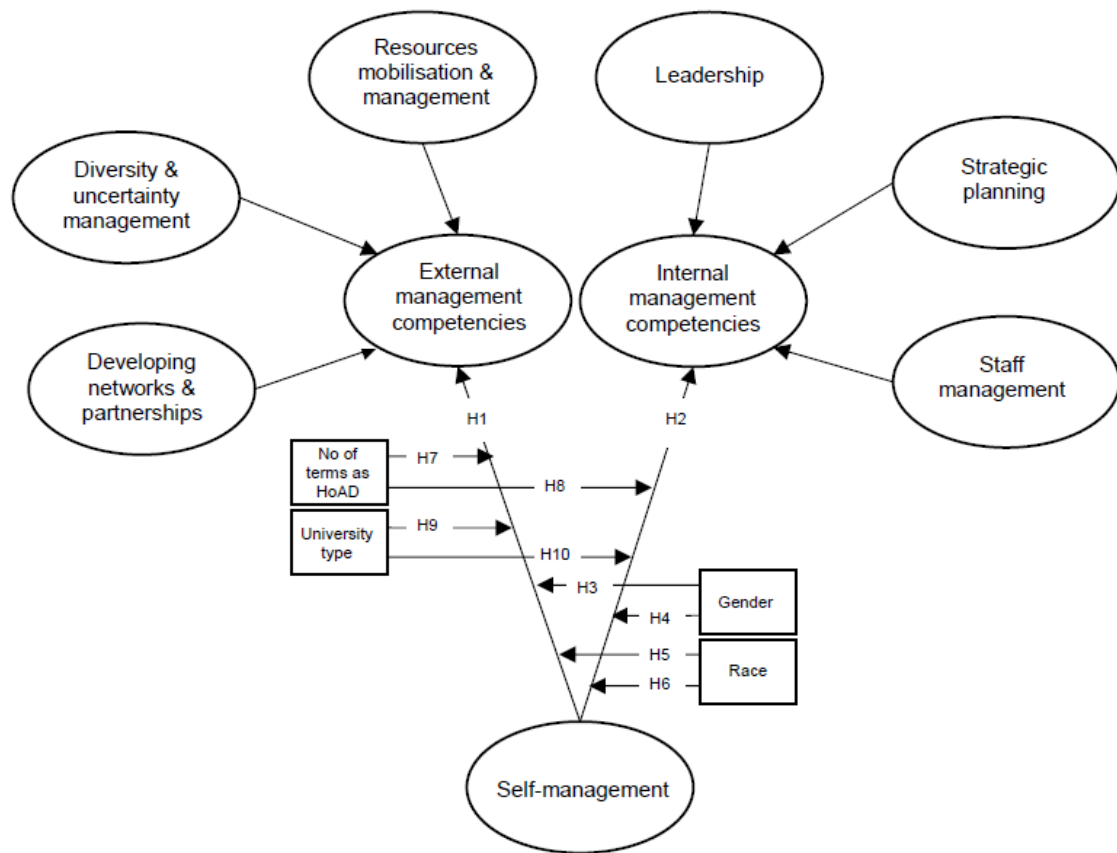 Resources
mobilisation &
management
Leadership
Diversity &
uncertainty
management
Strategic
planning
External
management
competencies
Internal
management
competencies
Developing
networks &
partnerships
Staff
management
H1
H2
No of
terms as
HoAD
H7
H8
University
type
H9
H10
H3
Gender
H4
H5
Race
H6
Self-management